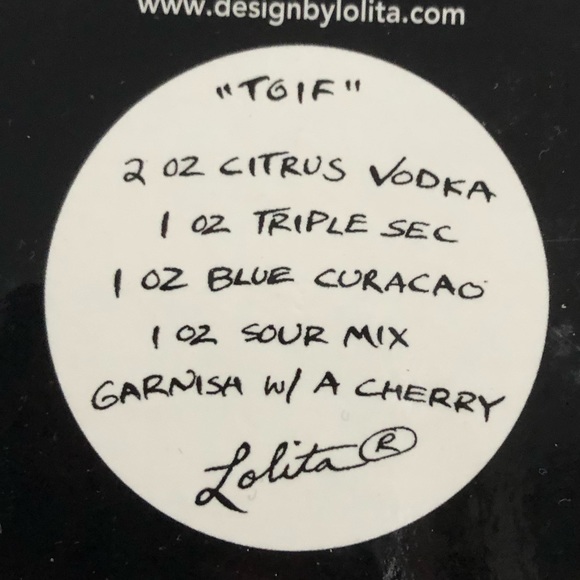 www.designbylolita.com
"TGIF"
2 OZ CITRUS VODKA
1 OZ TRIPLE SEC
1 OZ BLUE CURACAO
1 OZ SOUR MIX
GARNISH W/ A CHERRY
Lolita®